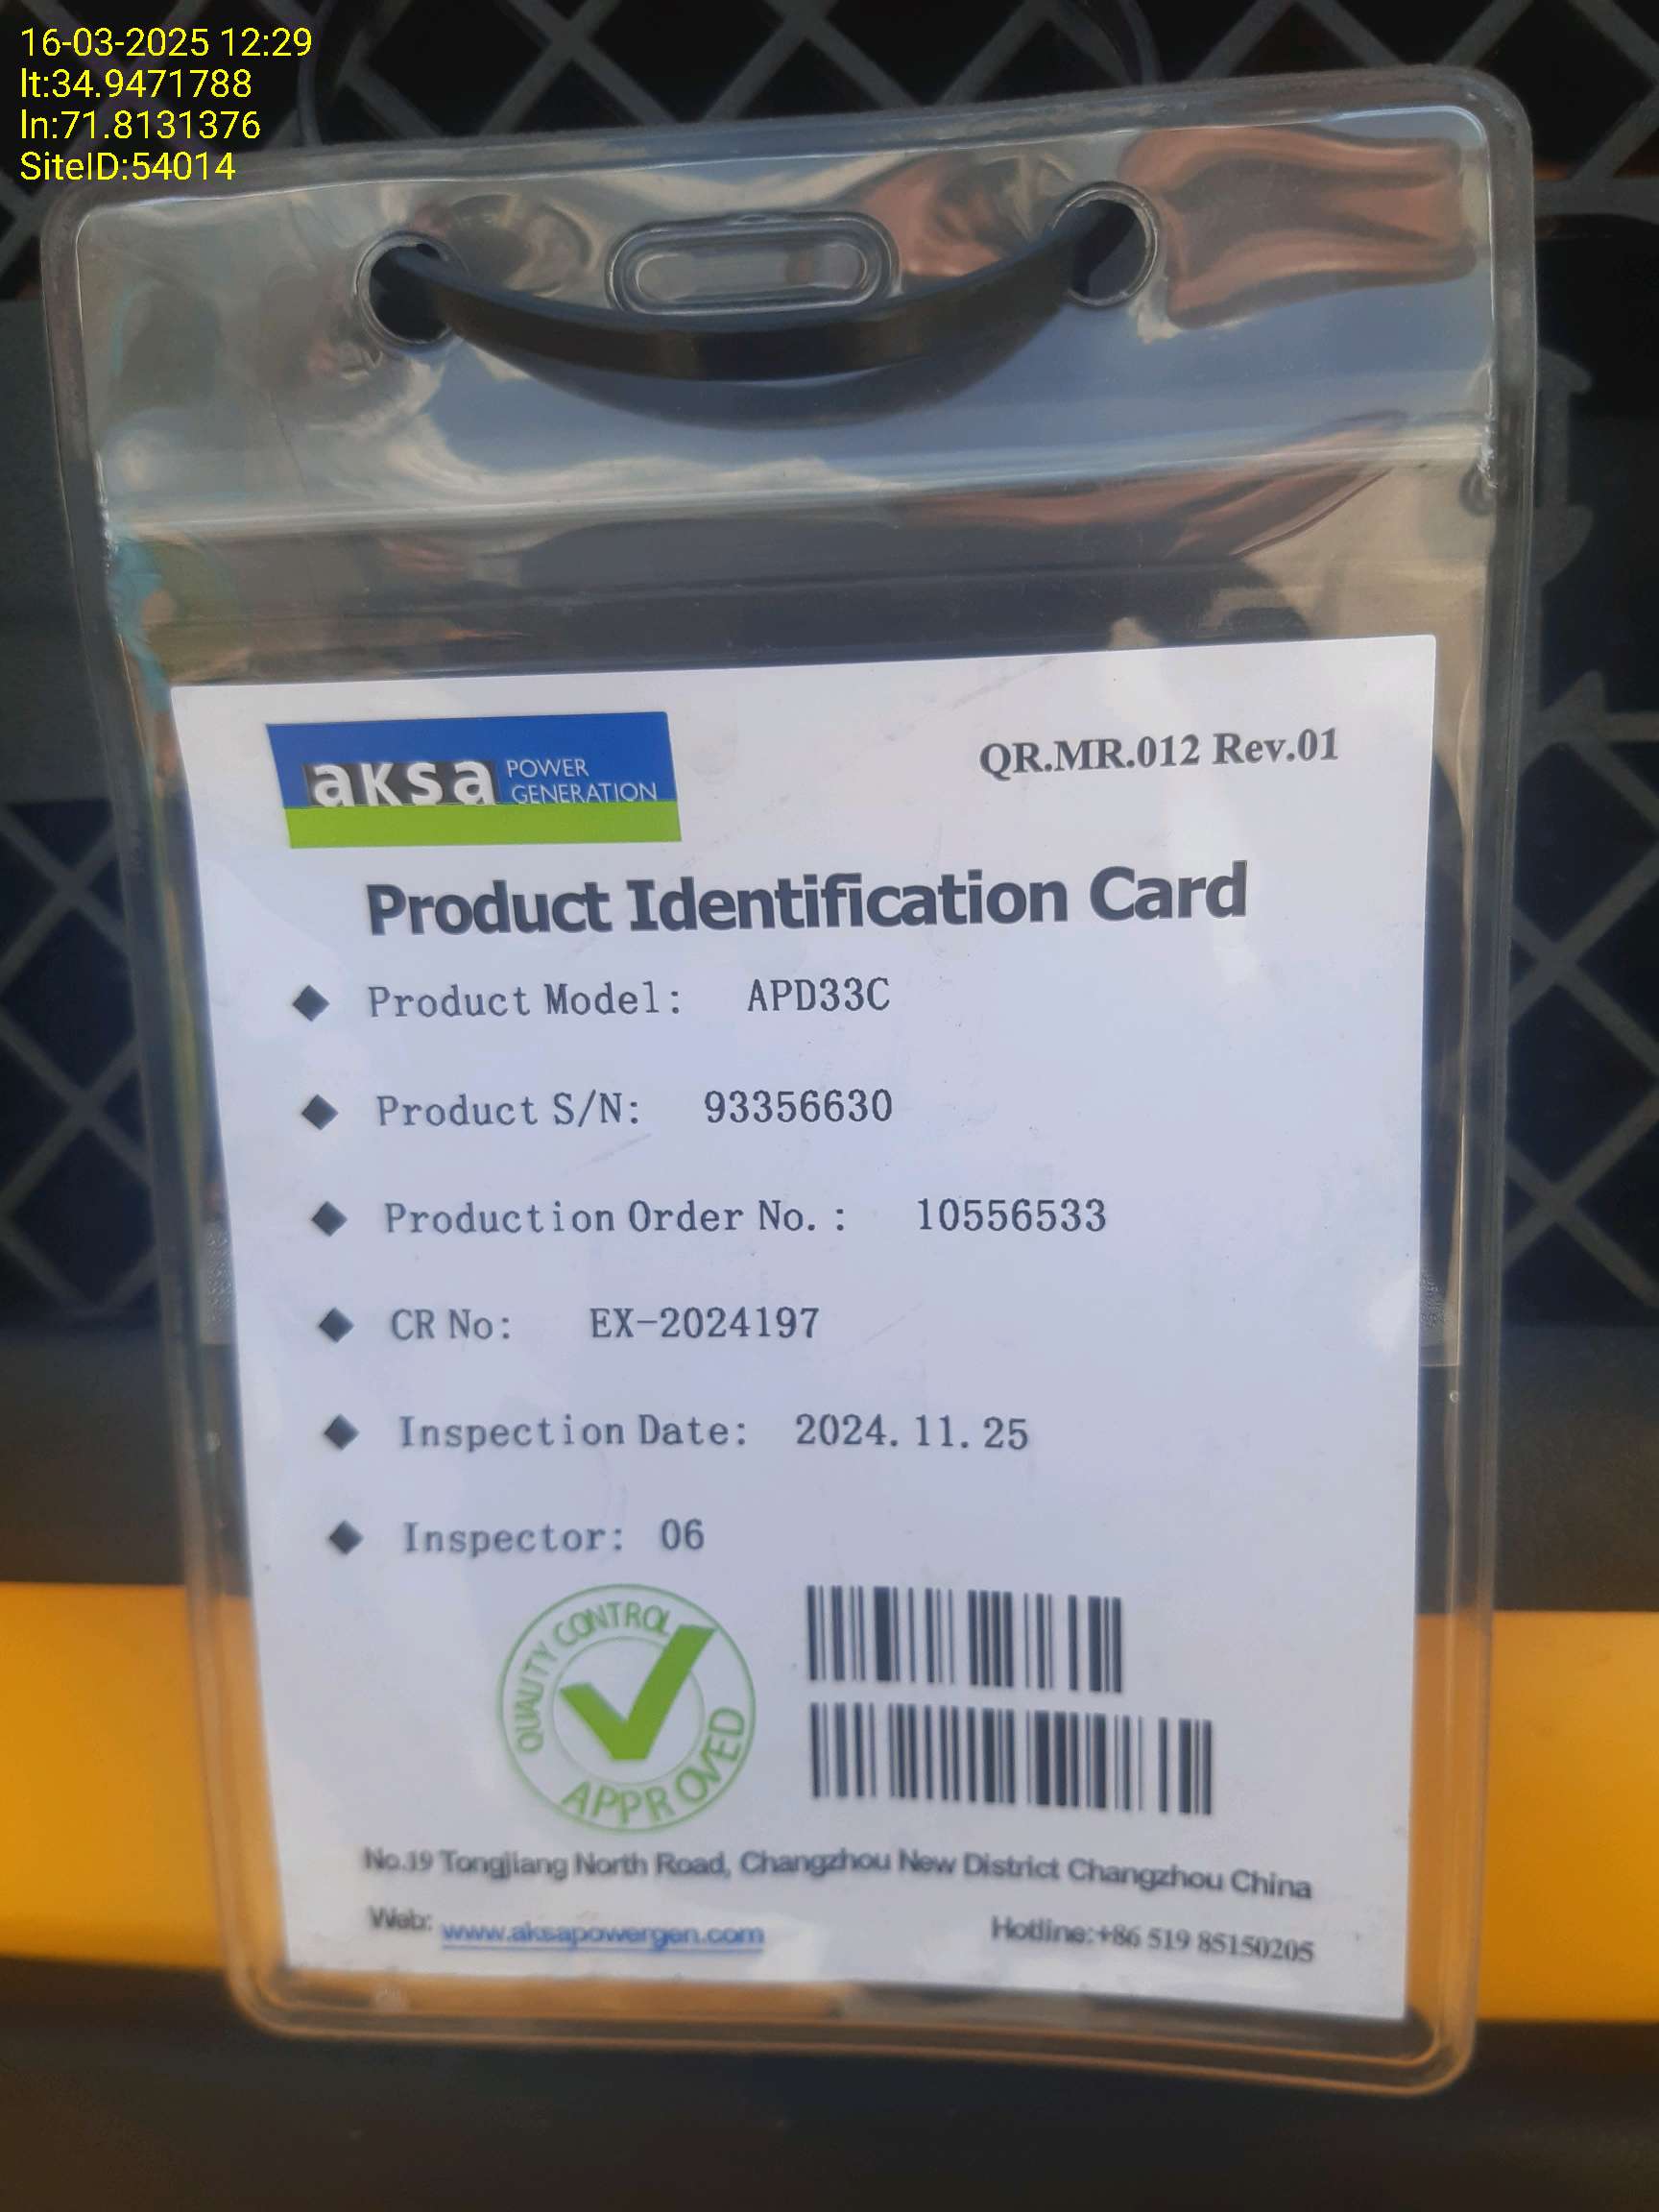 16-03-2025 12:29
lt:34.9471788
ln:71.8131376
SiteID:54014
aksa POWER GENERATION
QR.MR.012 Rev.01
Product Identification Card
◆ Product Model: APD33C
◆ Product S/N: 93356630
◆ Production Order No.: 10556533
◆ CR No: EX-2024197
◆ Inspection Date: 2024.11.25
◆ Inspector: 06
QUALITY CONTROL
APPROVED
No.19 Tongjiang North Road, Changzhou New District Changzhou China
Web: www.aksapowergen.com Hotline:+86 519 85150205